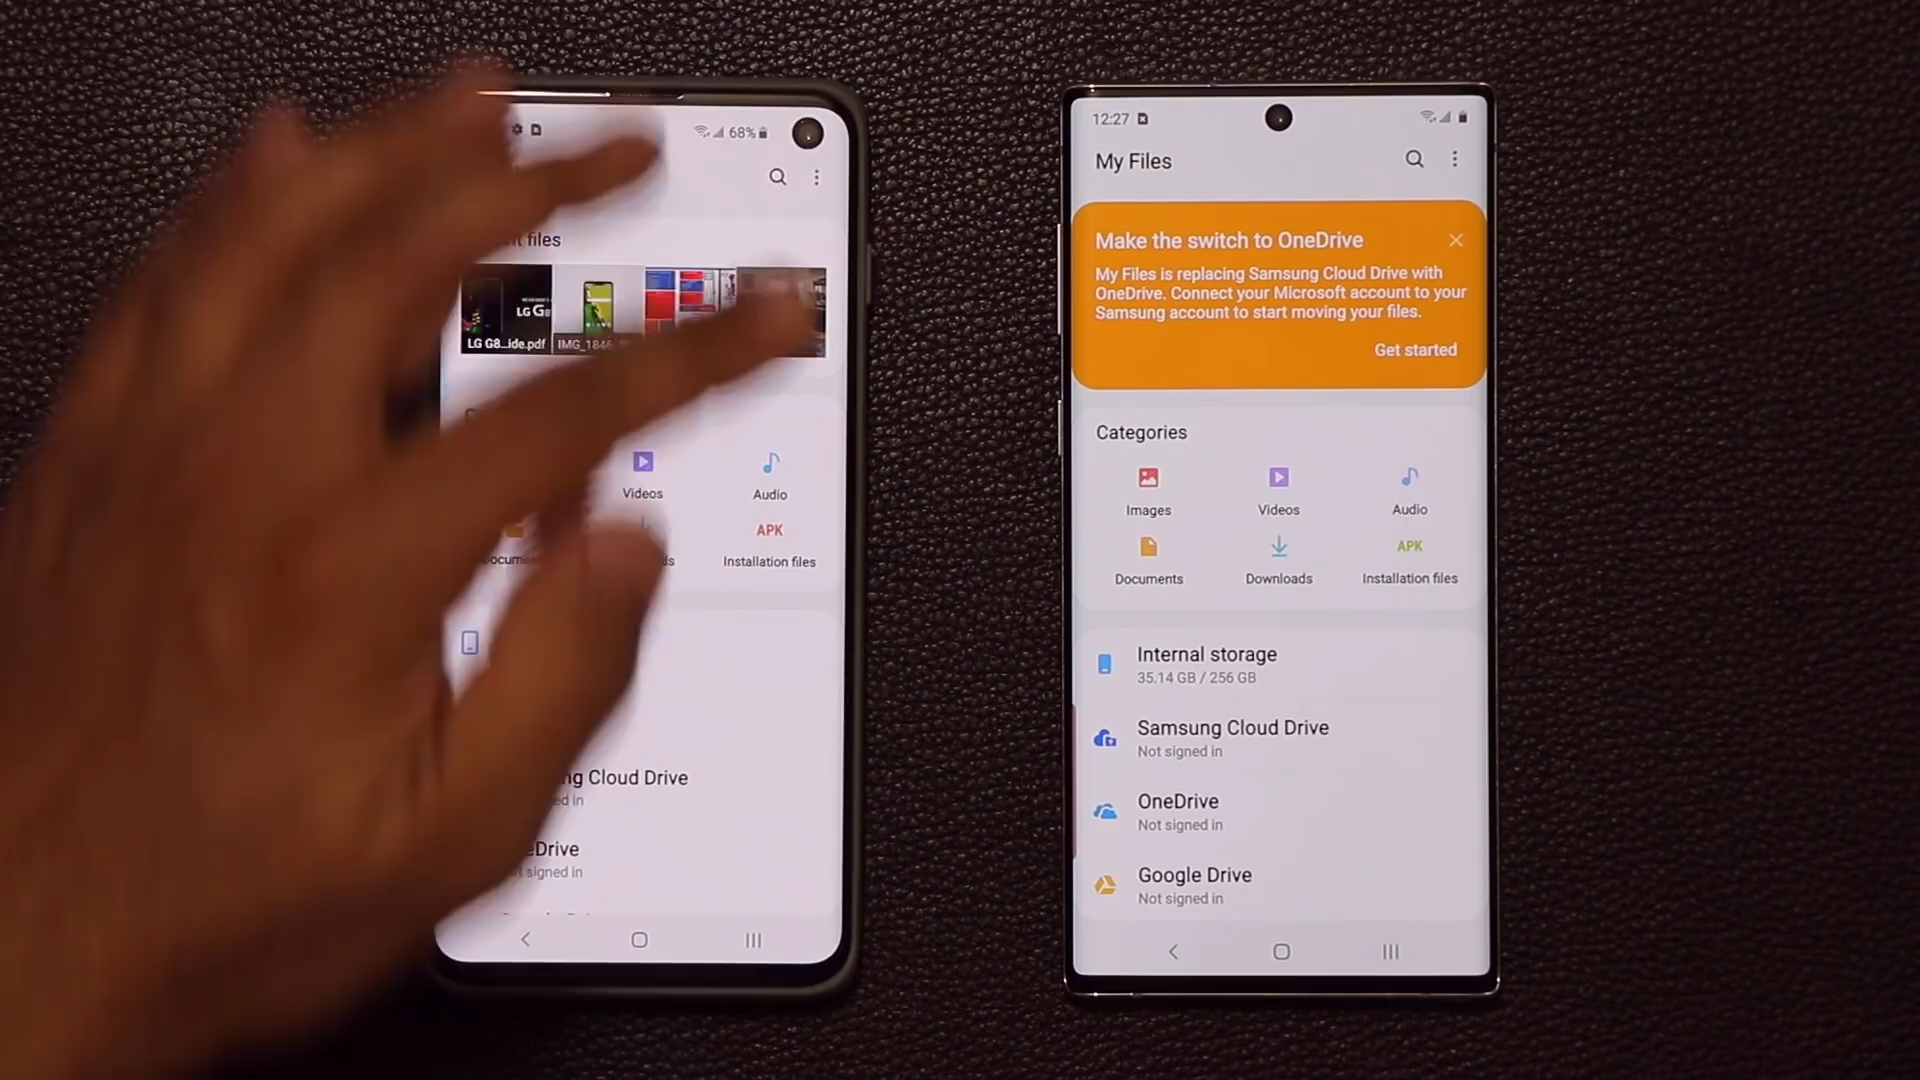 68%
files
LG G8
LG G8...ide.pdf
IMG_1846
Videos
Audio
APK
Installation files
Cloud Drive
signed in
12:27
My Files
Make the switch to OneDrive
My Files is replacing Samsung Cloud Drive with
OneDrive. Connect your Microsoft account to your
Samsung account to start moving your files.
Get started
Categories
Images
Videos
Audio
Documents
Downloads
APK
Installation files
Internal storage
35.14 GB / 256 GB
Samsung Cloud Drive
Not signed in
OneDrive
Not signed in
Google Drive
Not signed in